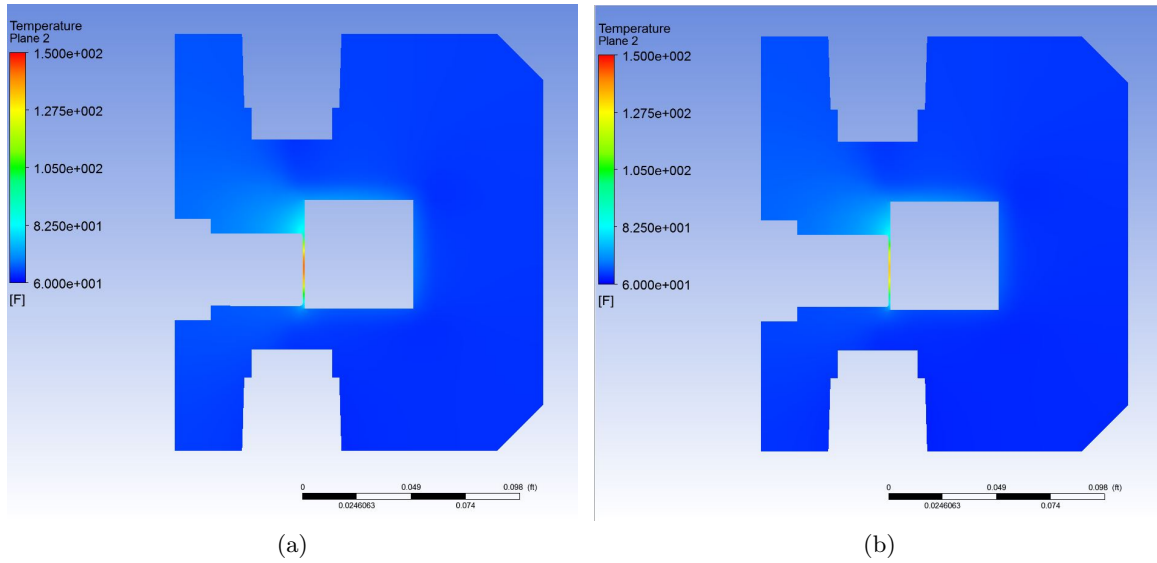 Temperature
Plane 2
1.500e+002
1.275e+002
1.050e+002
8.250e+001
6.000e+001
[F]
0 0.049 0.098 (ft)
0.0246063 0.074
(a)
Temperature
Plane 2
1.500e+002
1.275e+002
1.050e+002
8.250e+001
6.000e+001
[F]
0 0.049 0.098 (ft)
0.0246063 0.074
(b)